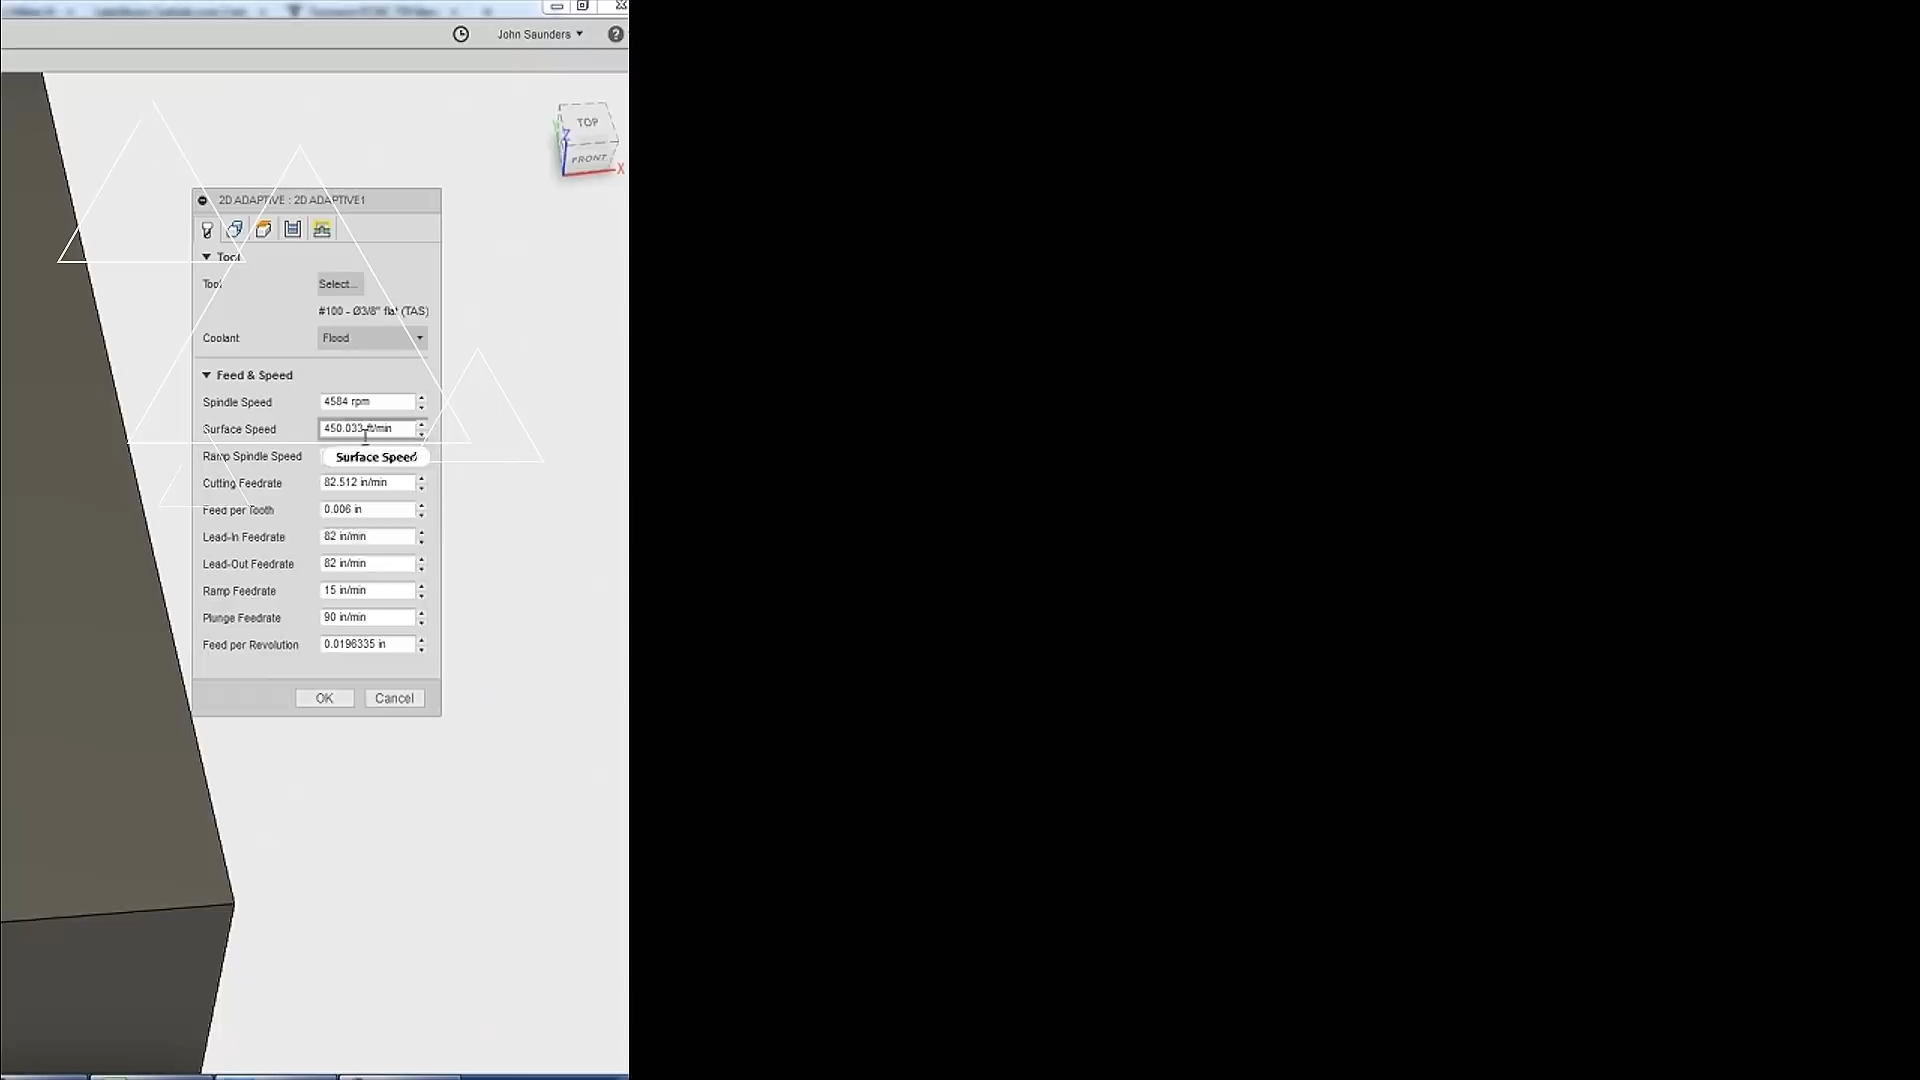 John Saunders
TOP
Z
FRONT
X
2D ADAPTIVE : 2D ADAPTIVE1
Tool
Tool Select...
#100 - Ø3/8" flat (TAS)
Coolant Flood
Feed & Speed
Spindle Speed 4584 rpm
Surface Speed 450.033 ft/min
Ramp Spindle Speed Surface Speed
Cutting Feedrate 82.512 in/min
Feed per Tooth 0.006 in
Lead-In Feedrate 82 in/min
Lead-Out Feedrate 82 in/min
Ramp Feedrate 15 in/min
Plunge Feedrate 90 in/min
Feed per Revolution 0.0196335 in
OK Cancel